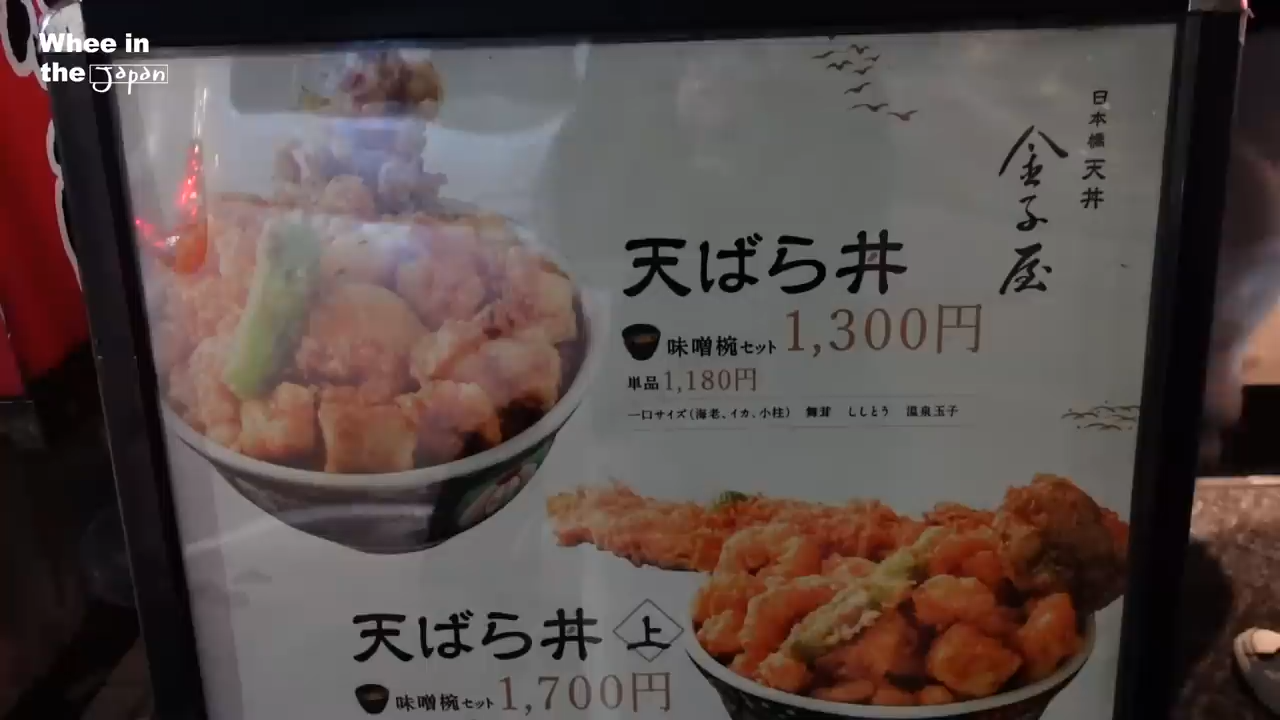 Whee in
the Japan
日本橋 天丼
金子屋
天ばら丼
味噌椀セット 1,300円
単品 1,180円
一口サイズ(海老、イカ、小柱) 舞茸 ししとう 温泉玉子
天ばら丼 上
味噌椀セット 1,700円